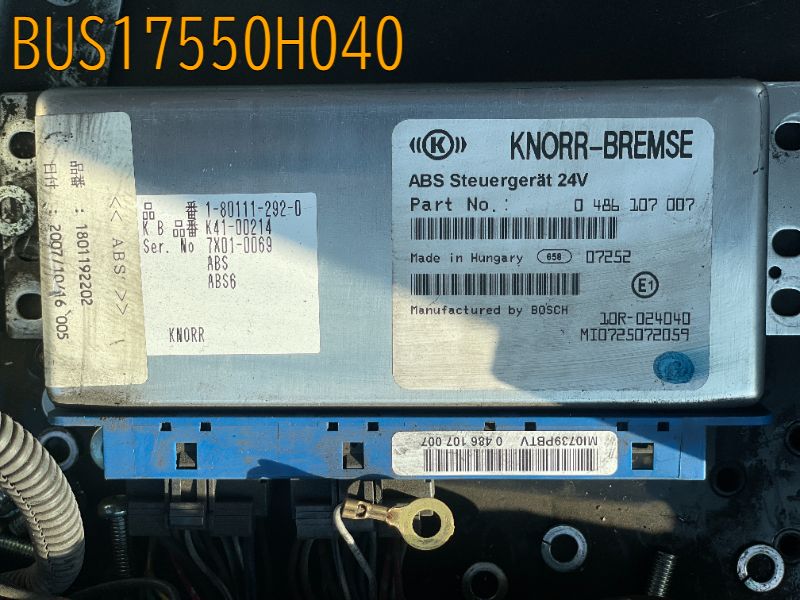 BUS17550H040
品番 : 1801192202
日付 : 2007/10/16 005
<< ABS >>
品 番 1-80111-292-0
K B 品番 K41-00214
Ser. No 7X01-0069
ABS
ABS6
KNORR
((K)) KNORR-BREMSE
ABS Steuergerät 24V
Part No.: 0 486 107 007
Made in Hungary 658 07252
E1
Manufactured by BOSCH 10R-024040
MI0725072059
MI0739PBTV
0 486 107 007